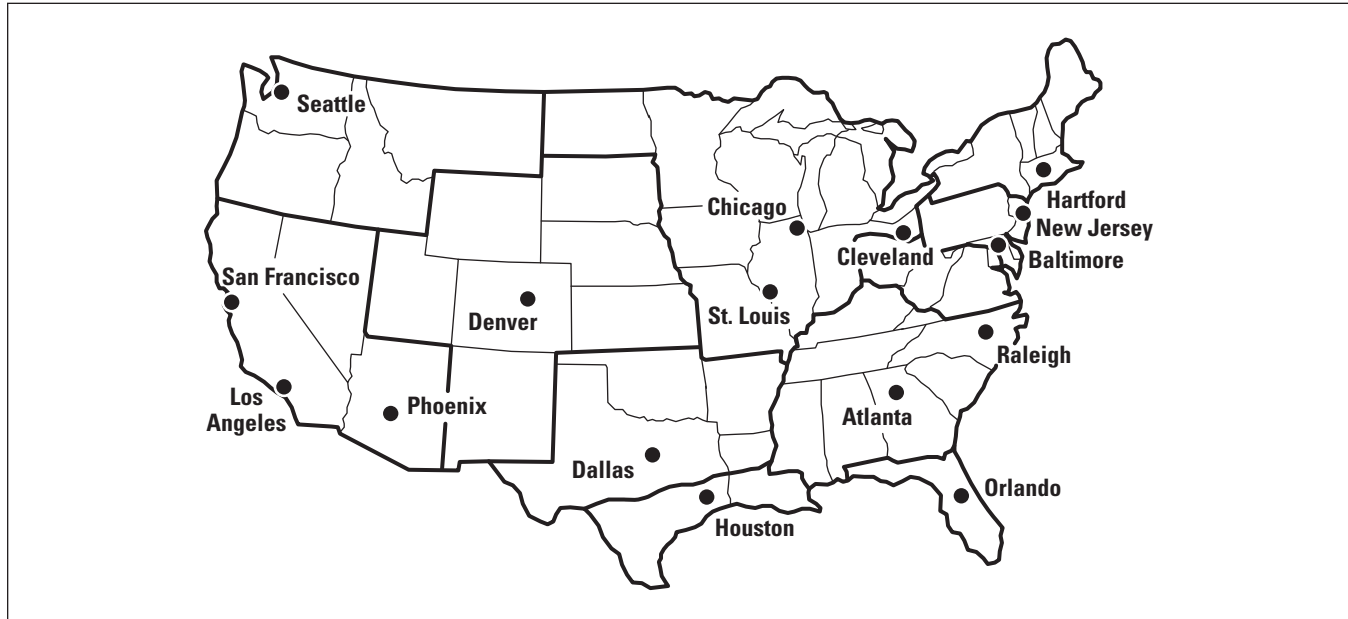 Seattle
Chicago
Hartford
New Jersey
Cleveland
Baltimore
San Francisco
Denver
St. Louis
Raleigh
Los
Angeles
Phoenix
Atlanta
Dallas
Orlando
Houston